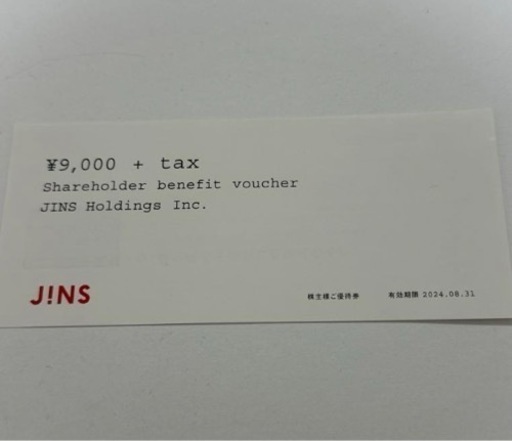 ¥9,000 + tax
Shareholder benefit voucher
JINS Holdings Inc.
J!NS
株主様ご優待券 有効期限 2024.08.31